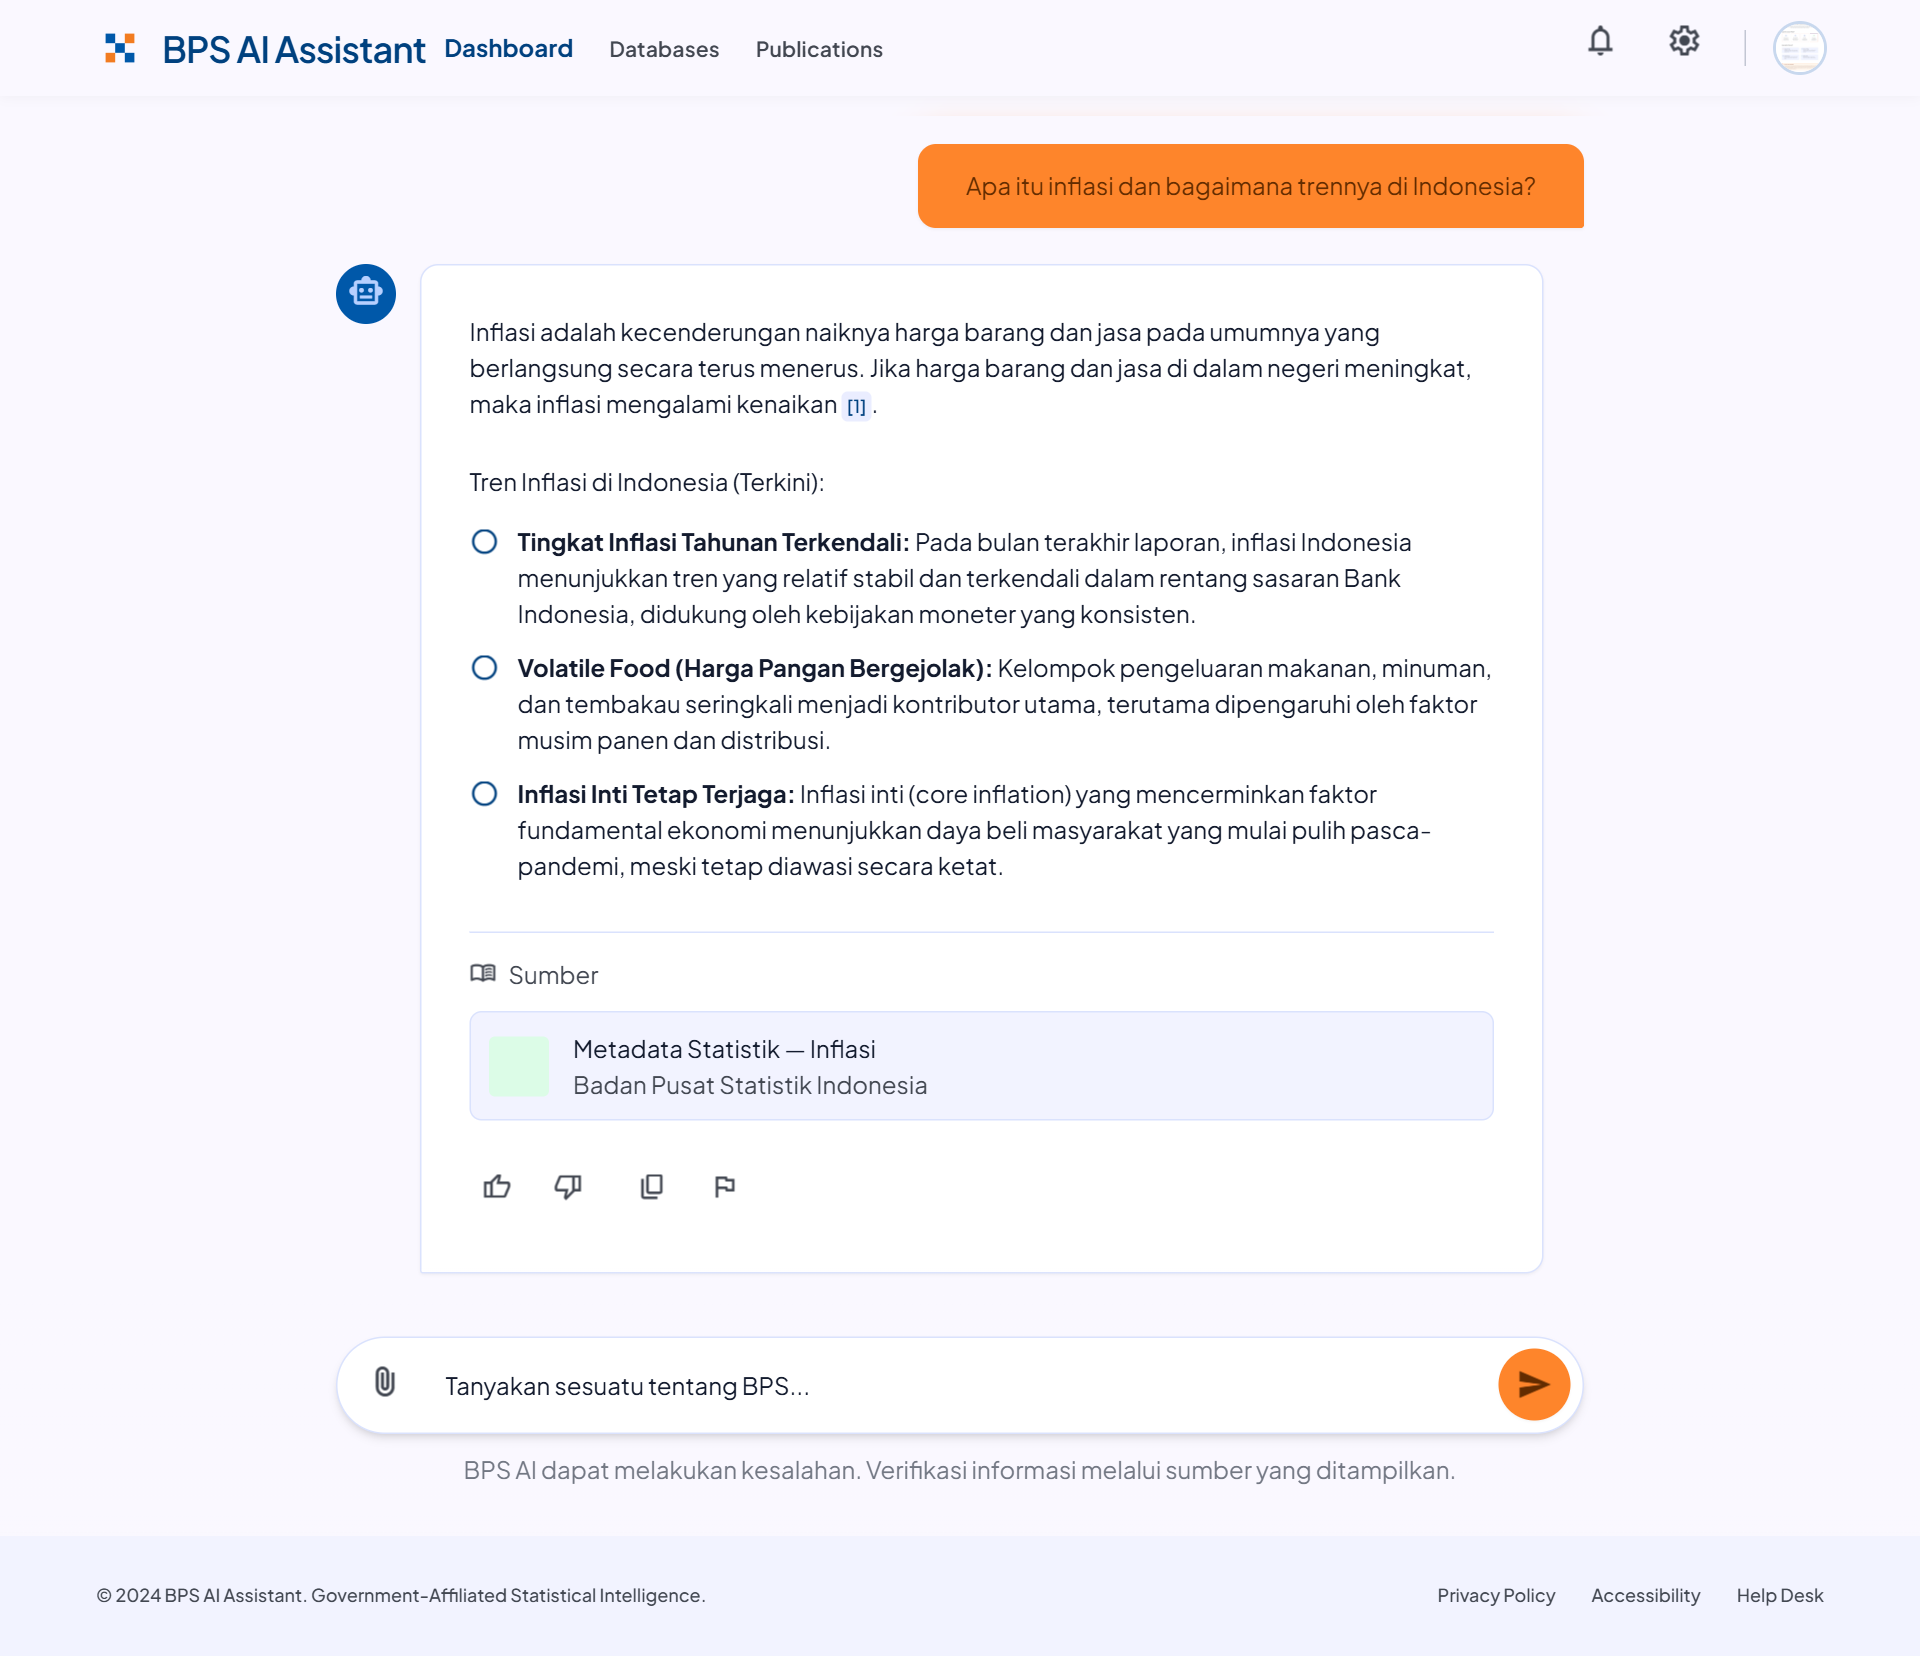 BPS AI Assistant Dashboard Databases Publications
Apa itu inflasi dan bagaimana trennya di Indonesia?
Inflasi adalah kecenderungan naiknya harga barang dan jasa pada umumnya yang
berlangsung secara terus menerus. Jika harga barang dan jasa di dalam negeri meningkat,
maka inflasi mengalami kenaikan [1].
Tren Inflasi di Indonesia (Terkini):
Tingkat Inflasi Tahunan Terkendali: Pada bulan terakhir laporan, inflasi Indonesia
menunjukkan tren yang relatif stabil dan terkendali dalam rentang sasaran Bank
Indonesia, didukung oleh kebijakan moneter yang konsisten.
Volatile Food (Harga Pangan Bergejolak): Kelompok pengeluaran makanan, minuman,
dan tembakau seringkali menjadi kontributor utama, terutama dipengaruhi oleh faktor
musim panen dan distribusi.
Inflasi Inti Tetap Terjaga: Inflasi inti (core inflation) yang mencerminkan faktor
fundamental ekonomi menunjukkan daya beli masyarakat yang mulai pulih pasca-
pandemi, meski tetap diawasi secara ketat.
Sumber
Metadata Statistik — Inflasi
Badan Pusat Statistik Indonesia
Tanyakan sesuatu tentang BPS...
BPS AI dapat melakukan kesalahan. Verifikasi informasi melalui sumber yang ditampilkan.
© 2024 BPS AI Assistant. Government-Affiliated Statistical Intelligence.
Privacy Policy Accessibility Help Desk